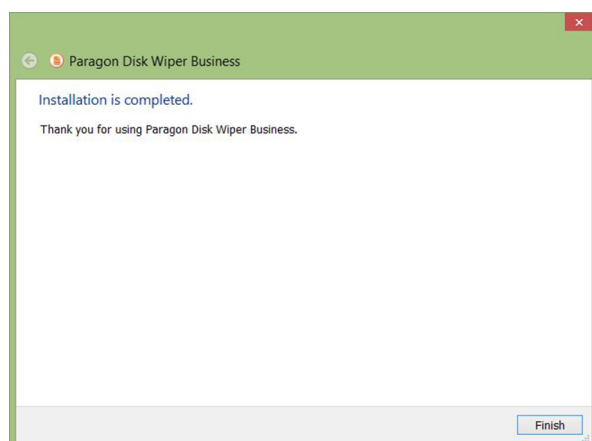 Paragon Disk Wiper Business
Installation is completed.
Thank you for using Paragon Disk Wiper Business.
Finish